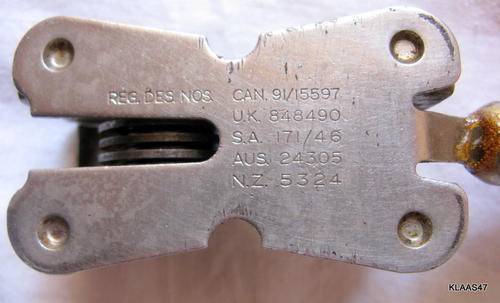 REG. DES. NOS. CAN. 91/15597
U.K. 848490
S.A. 171/46
AUS. 24305
N.Z. 5324
KLAAS47